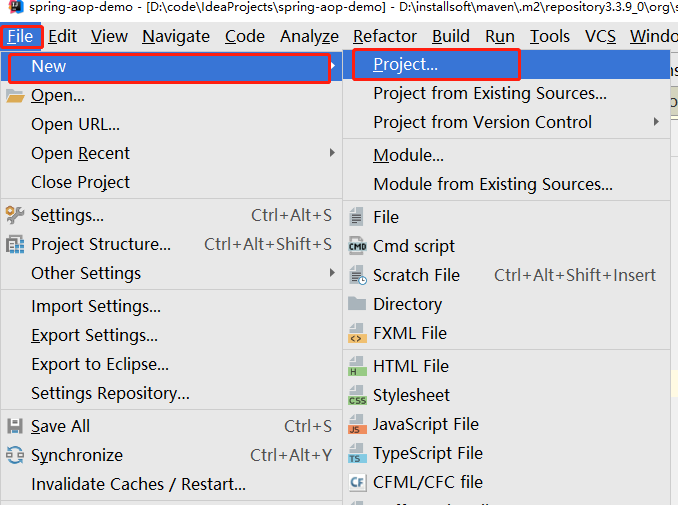 spring-aop-demo - [D:\code\IdeaProjects\spring-aop-demo] - D:\installsoft\maven\.m2\repository3.3.9_0\org\s
File Edit View Navigate Code Analyze Refactor Build Run Tools VCS Windo
New
Open...
Open URL...
Open Recent
Close Project
Settings... Ctrl+Alt+S
Project Structure... Ctrl+Alt+Shift+S
Other Settings
Import Settings...
Export Settings...
Export to Eclipse...
Settings Repository...
Save All Ctrl+S
Synchronize Ctrl+Alt+Y
Invalidate Caches / Restart...
Project...
Project from Existing Sources...
Project from Version Control
Module...
Module from Existing Sources...
File
CMD Cmd script
Scratch File Ctrl+Alt+Shift+Insert
Directory
FXML File
H HTML File
CSS Stylesheet
JS JavaScript File
TS TypeScript File
CF CFML/CFC file